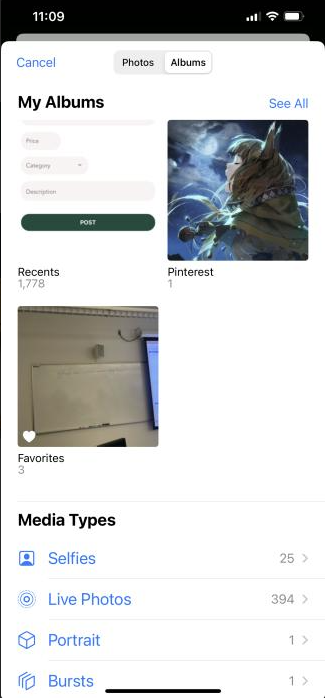 11:09
Cancel
Photos
Albums
My Albums
See All
Price
Category
Description
POST
Recents
1,778
Pinterest
1
Favorites
3
Media Types
Selfies
25
Live Photos
394
Portrait
1
Bursts
1